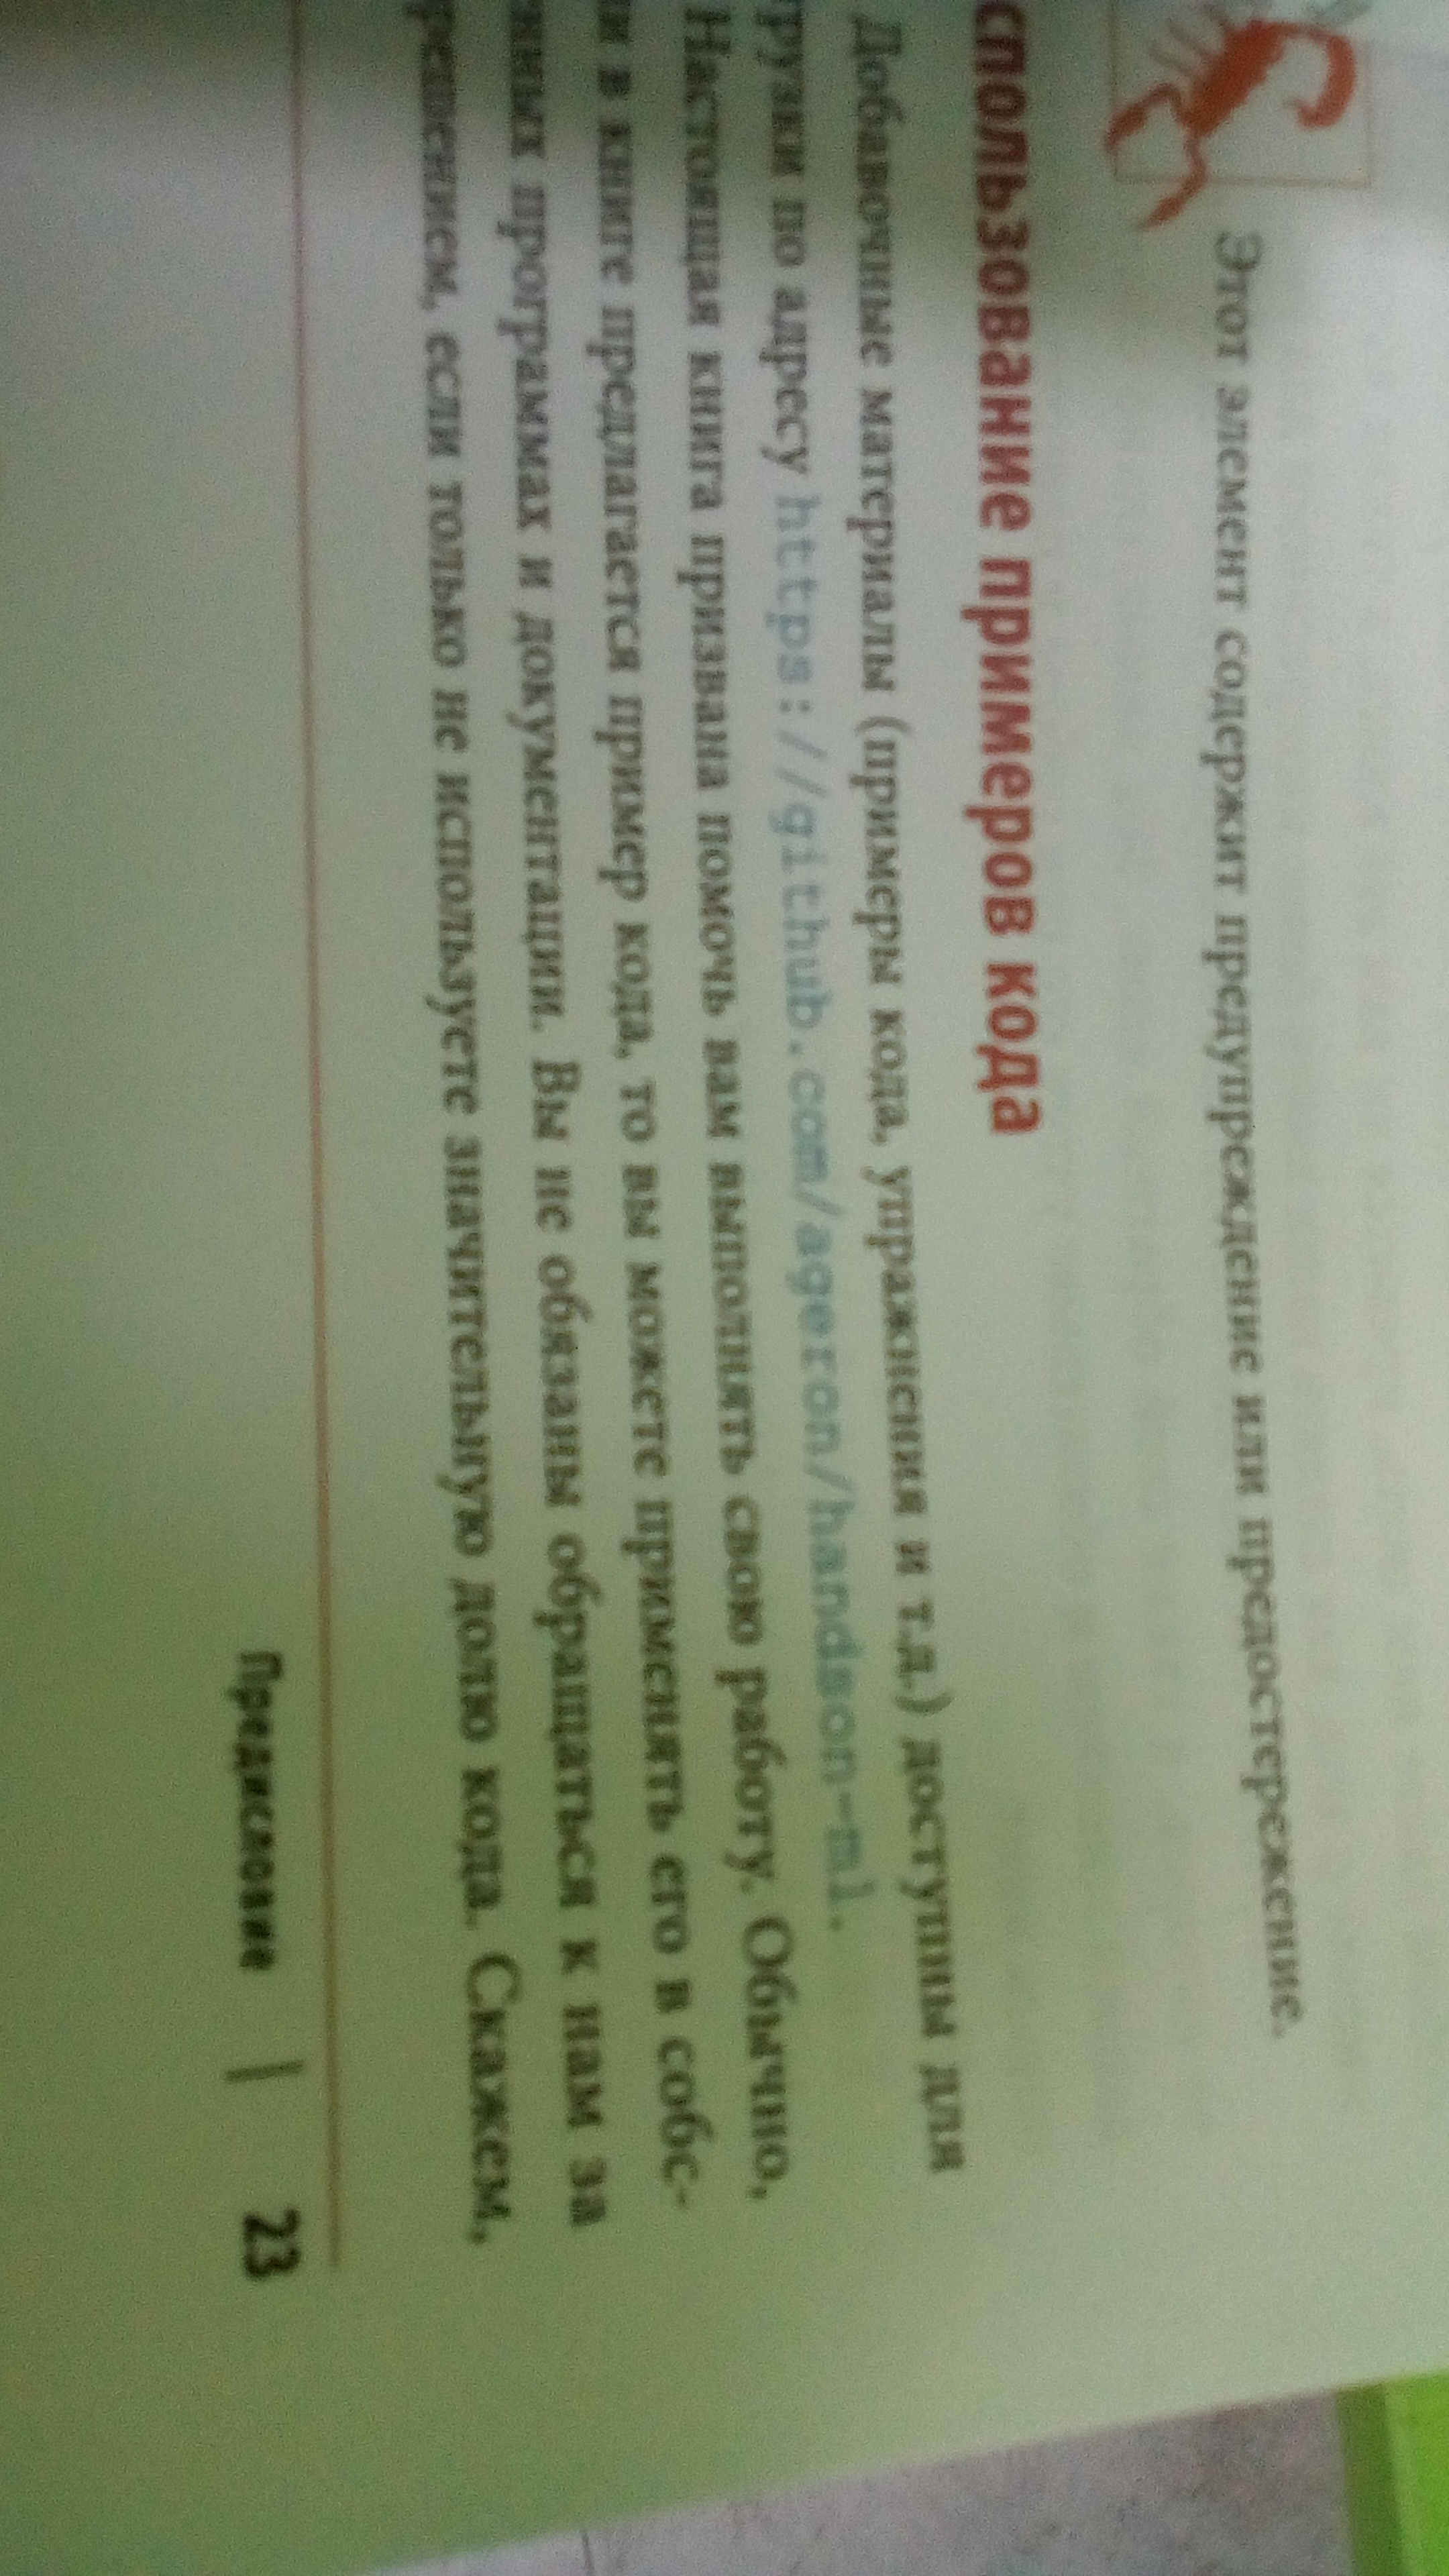 Этот элемент содержит предупреждение или предостережение.
спользование примеров кода
Добавочные материалы (примеры кода, упражнения и т.д.) доступны для
грузки по адресу https://github.com/ageron/handson-ml.
Настоящая книга призвана помочь вам выполнять свою работу. Обычно,
ли в книге предлагается пример кода, то вы можете применять его в собс-
енных программах и документации. Вы не обязаны обращаться к нам за
решением, если только не используете значительную долю кода. Скажем,
Предисловие | 23